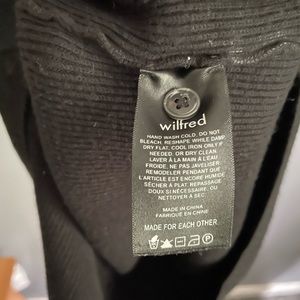 wilfred
HAND WASH COLD. DO NOT
BLEACH. RESHAPE WHILE DAMP.
DRY FLAT. COOL IRON ONLY IF
NEEDED. OR DRY CLEAN.
LAVER À LA MAIN À L'EAU
FROIDE. NE PAS JAVELLISER.
REMODELER PENDANT QUE
L'ARTICLE EST ENCORE HUMIDE
SÉCHER À PLAT. REPASSAGE
DOUX SI NÉCESSAIRE. OU
NETTOYER À SEC.
MADE IN CHINA
FABRIQUÉ EN CHINE
MADE FOR EACH OTHER
P